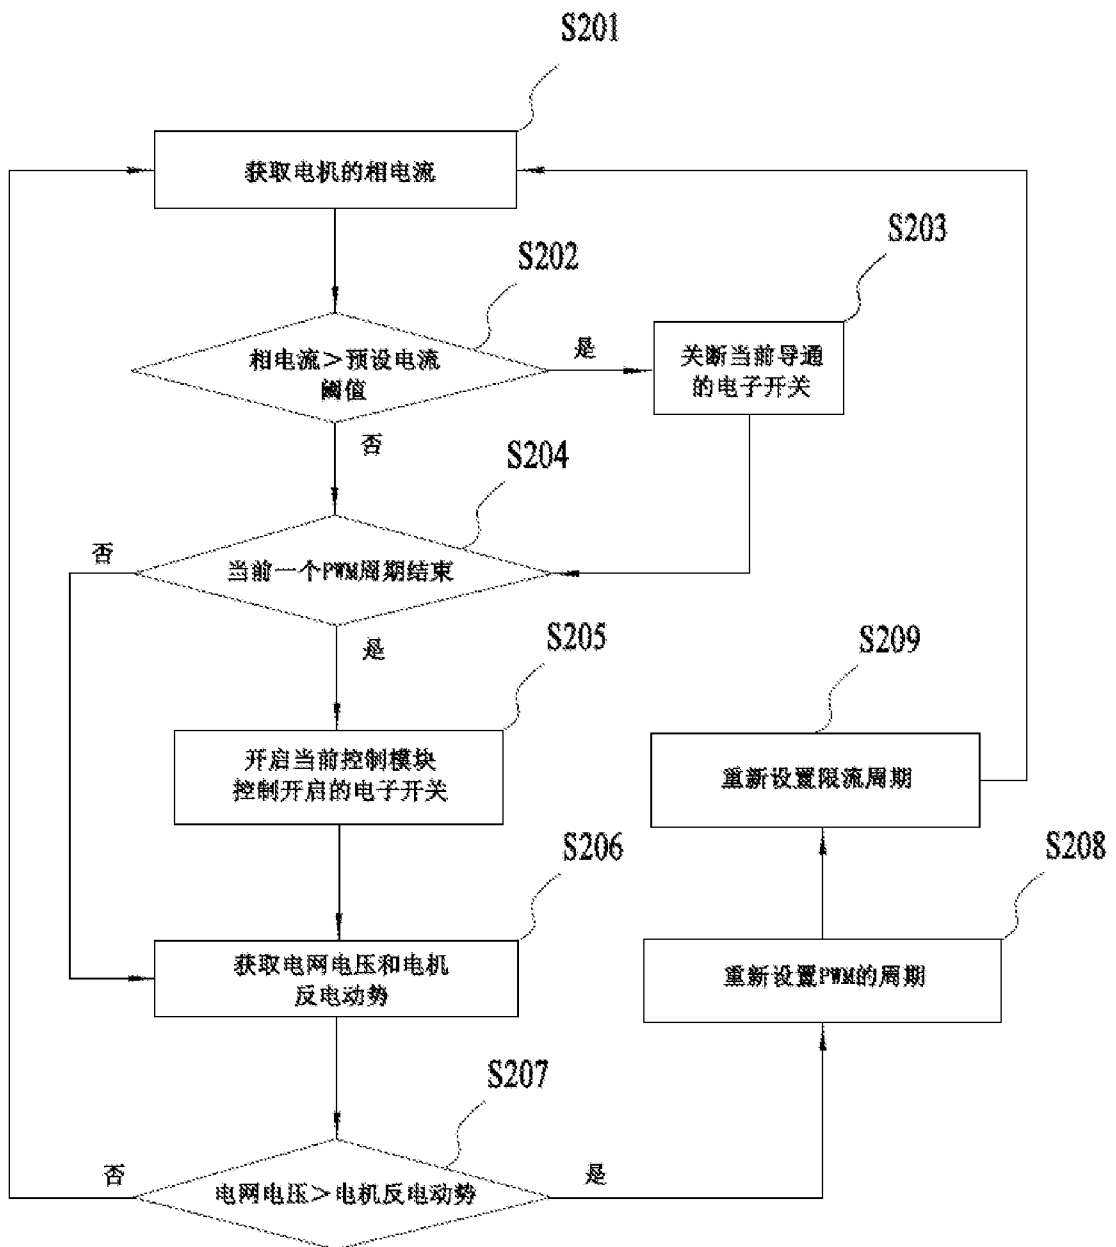 S201
获取电机的相电流
S202
S203
相电流＞预设电流
阈值
是
关断当前导通
的电子开关
否
S204
否
当前一个PWM周期结束
是
S205
S209
开启当前控制模块
控制开启的电子开关
重新设置限流周期
S206
S208
获取电网电压和电机
反电动势
重新设置PWM的周期
S207
否
电网电压＞电机反电动势
是